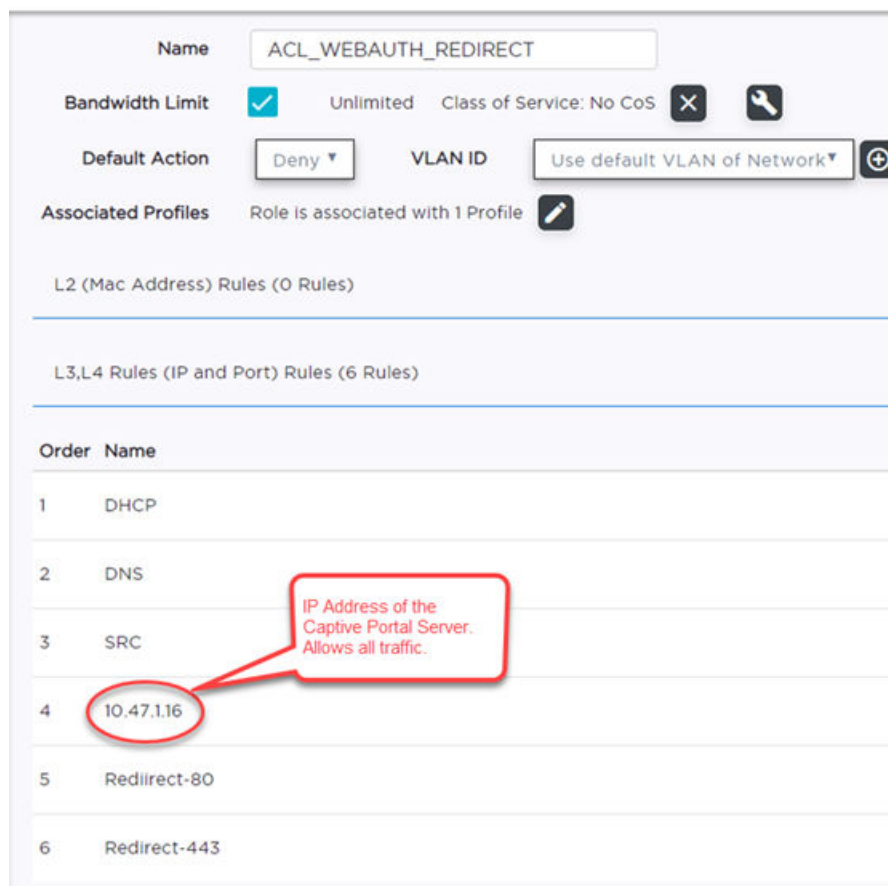 Name ACL_WEBAUTH_REDIRECT
Bandwidth Limit Unlimited Class of Service: No CoS
Default Action Deny VLAN ID Use default VLAN of Network
Associated Profiles Role is associated with 1 Profile
L2 (Mac Address) Rules (0 Rules)
L3,L4 Rules (IP and Port) Rules (6 Rules)
Order Name
1 DHCP
2 DNS
IP Address of the
Captive Portal Server.
Allows all traffic.
3 SRC
4 10.47.1.16
5 Rediirect-80
6 Redirect-443